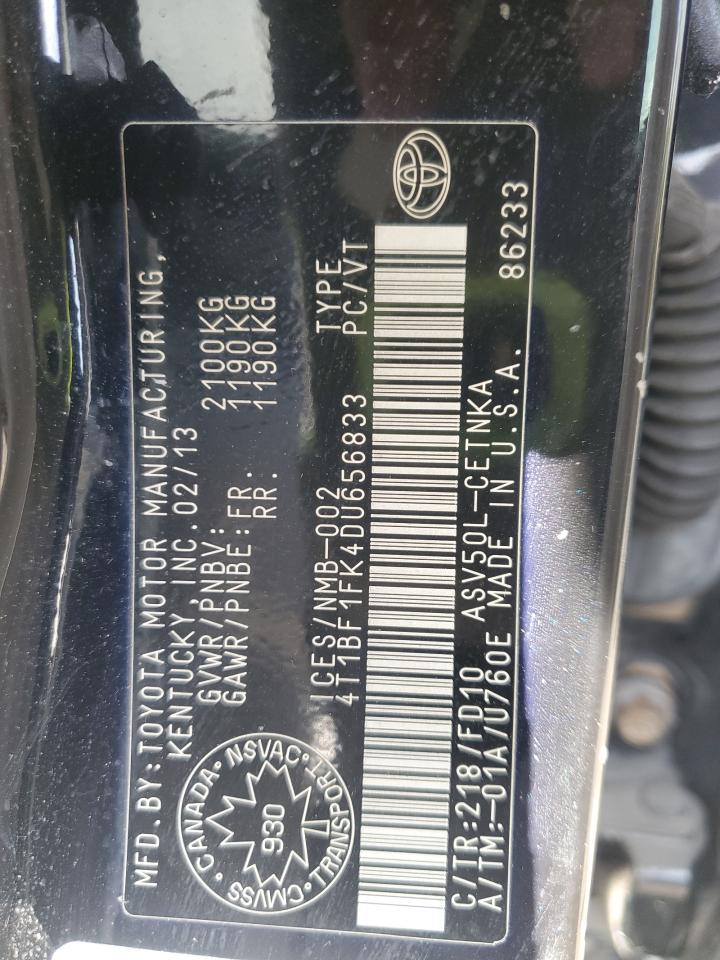 MFD.BY:TOYOTA MOTOR MANUFACTURING,
KENTUCKY, INC.02/13
GVWR/PNBV: 2100KG
GAWR/PNBE:FR: 1190KG
RR: 1190KG
ICES/NMB-002 TYPE
4T1BF1FK4DU656833 PC/VT
CANADA • NSVAC • TRANSPORT • CMVSS •
930
C/TR:218/FD10 ASV50L-CETNKA
A/TM:-01A/U760E MADE IN U.S.A. 86233